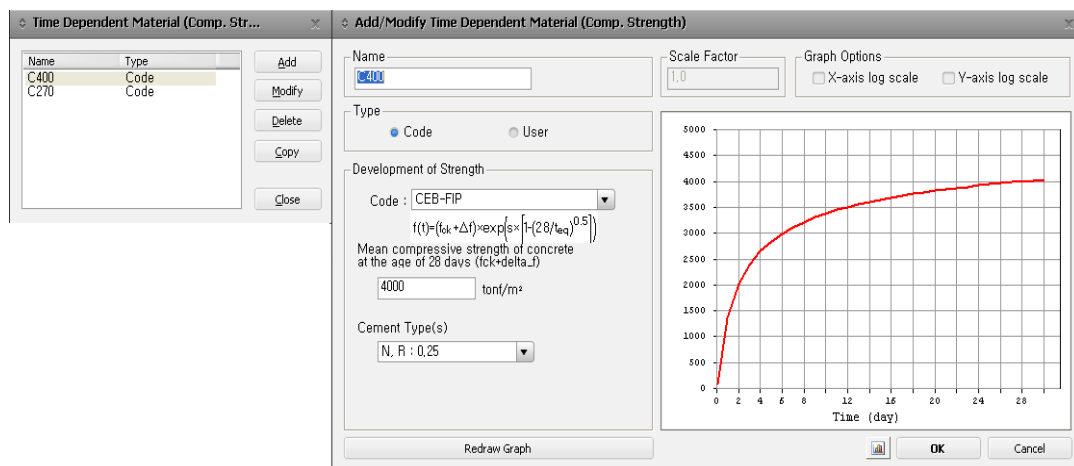 Time Dependent Material (Comp. Str...
Name Type
C400 Code
C270 Code
Add
Modify
Delete
Copy
Close
Add/Modify Time Dependent Material (Comp. Strength)
Name
C400
Scale Factor
1,0
Graph Options
X-axis log scale Y-axis log scale
Type
Code User
Development of Strength
Code : CEB-FIP
f(t)=(fck+Δf)×exp{s×[1-(28/teq)^0.5]}
Mean compressive strength of concrete
at the age of 28 days (fck+delta_f)
4000 tonf/m²
Cement Type(s)
N, R : 0,25
Redraw Graph
5000
4500
4000
3500
3000
2500
2000
1500
1000
500
0
0 2 4 6 8 12 16 20 24 28
Time (day)
OK Cancel